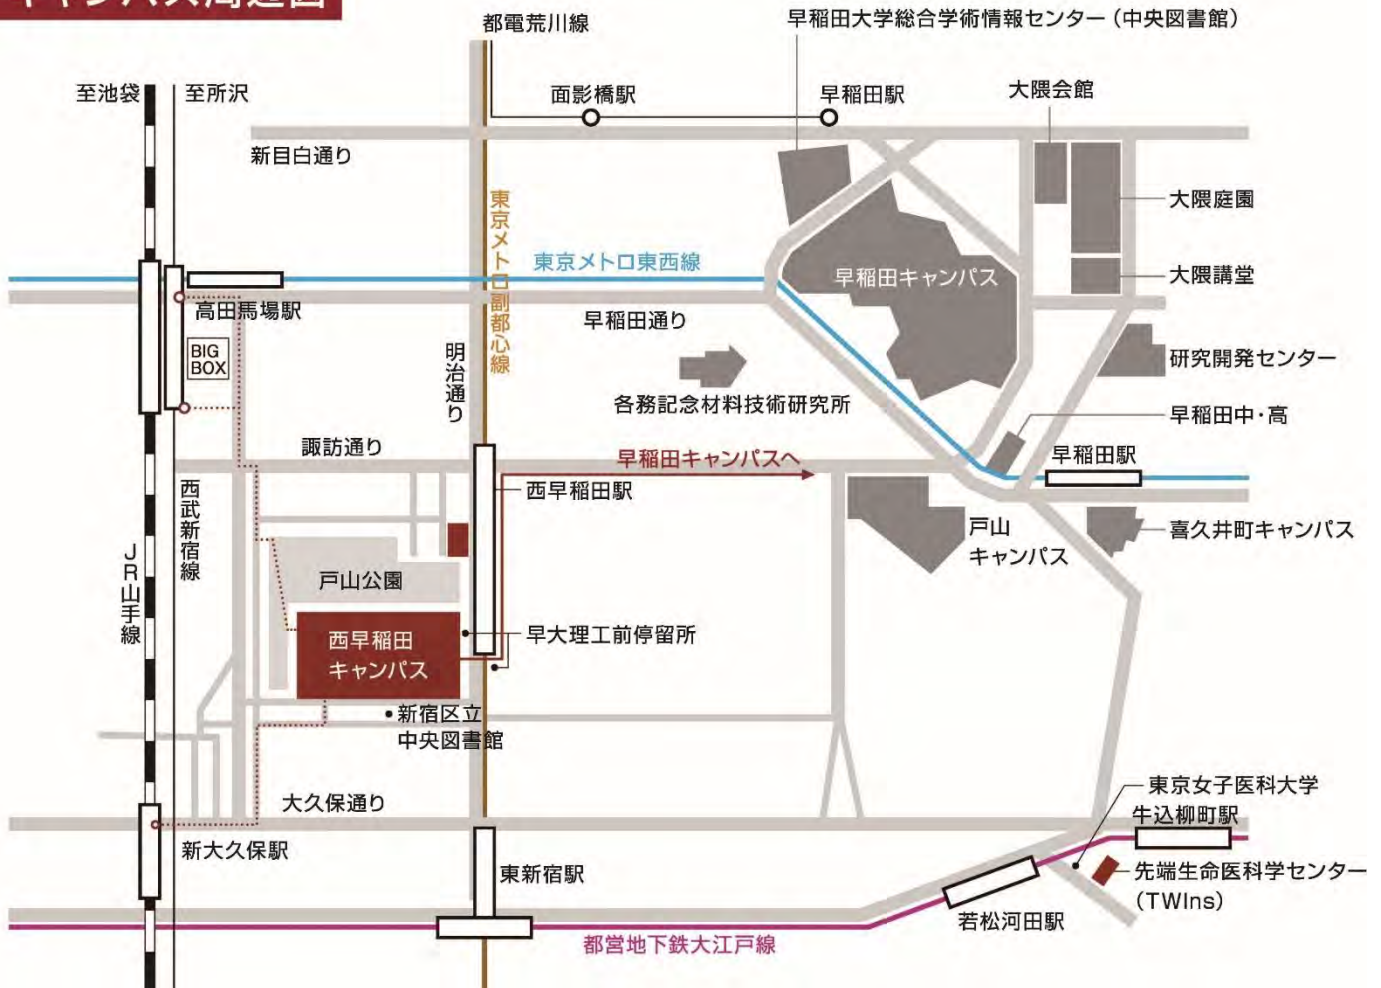 キャンパス周辺図
都電荒川線
早稲田大学総合学術情報センター（中央図書館）
至池袋
至所沢
面影橋駅
早稲田駅
大隈会館
新目白通り
大隈庭園
東京メトロ副都心線
東京メトロ東西線
早稲田キャンパス
大隈講堂
高田馬場駅
早稲田通り
BIG
BOX
明治通り
研究開発センター
各務記念材料技術研究所
早稲田中・高
諏訪通り
早稲田キャンパスへ
早稲田駅
西武新宿線
西早稲田駅
戸山
キャンパス
喜久井町キャンパス
JR山手線
戸山公園
西早稲田
キャンパス
早大理工前停留所
新宿区立
中央図書館
大久保通り
東京女子医科大学
牛込柳町駅
新大久保駅
東新宿駅
先端生命医科学センター
（TWIns）
若松河田駅
都営地下鉄大江戸線